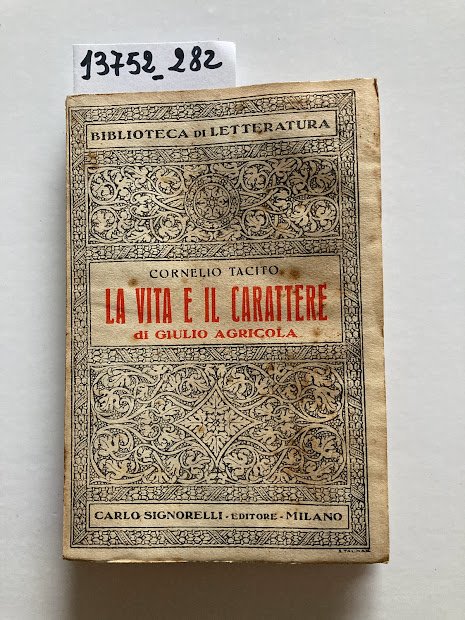 13752_282
BIBLIOTECA DI LETTERATURA
CORNELIO TACITO
LA VITA E IL CARATTERE
di GIULIO AGRICOLA
CARLO SIGNORELLI - EDITORE - MILANO